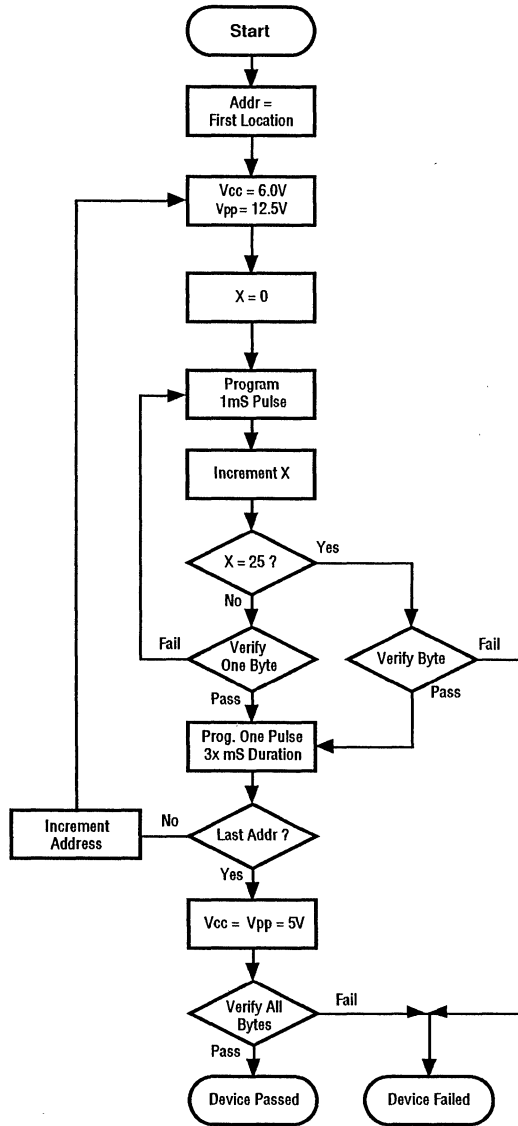 Start
Addr =
First Location
Vcc = 6.0V
Vpp = 12.5V
X = 0
Program
1mS Pulse
Increment X
X = 25 ?
Yes
No
Fail
Verify
One Byte
Verify Byte
Fail
Pass
Pass
Prog. One Pulse
3x mS Duration
Increment
Address
No
Last Addr ?
Yes
Vcc = Vpp = 5V
Verify All
Bytes
Fail
Pass
Device Passed
Device Failed